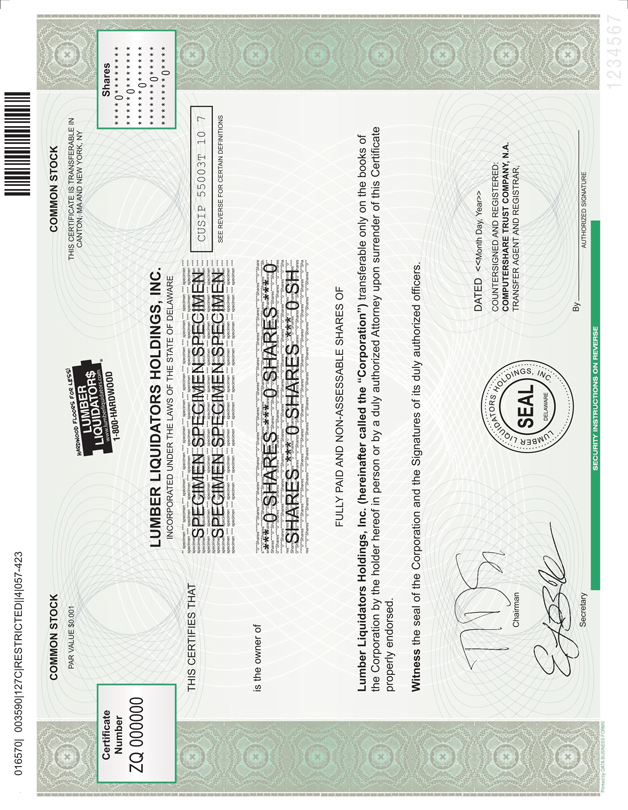 016570| 003590|127C|RESTRICTED||4|057-423
COMMON STOCK
PAR VALUE $0.001
HARDWOOD FLOORS FOR LESS!
LUMBER
LIQUIDATORS
1-800-HARDWOOD
COMMON STOCK
THIS CERTIFICATE IS TRANSFERABLE IN
CANTON, MA AND NEW YORK, NY
Certificate
Number
ZQ 000000
Shares
* * * * 0 * * * * * * * *
* * * * * 0 * * * * * * *
* * * * * * 0 * * * * * *
* * * * * * * 0 * * * * *
* * * * * * * * 0 * * * *
LUMBER LIQUIDATORS HOLDINGS, INC.
INCORPORATED UNDER THE LAWS OF THE STATE OF DELAWARE
THIS CERTIFIES THAT
SPECIMEN SPECIMEN SPECIMEN
SPECIMEN SPECIMEN SPECIMEN
CUSIP 55003T 10 7
SEE REVERSE FOR CERTAIN DEFINITIONS
is the owner of
*** 0 SHARES *** 0 SHARES *** 0
SHARES *** 0 SHARES *** 0 SH
FULLY PAID AND NON-ASSESSABLE SHARES OF
Lumber Liquidators Holdings, Inc. (hereinafter called the “Corporation”) transferable only on the books of
the Corporation by the holder hereof in person or by a duly authorized Attorney upon surrender of this Certificate
properly endorsed.
Witness the seal of the Corporation and the Signatures of its duly authorized officers.
Chairman
Secretary
LUMBER LIQUIDATORS HOLDINGS, INC
SEAL
DELAWARE
DATED <<Month Day, Year>>
COUNTERSIGNED AND REGISTERED:
COMPUTERSHARE TRUST COMPANY, N.A.
TRANSFER AGENT AND REGISTRAR,
By
AUTHORIZED SIGNATURE
SECURITY INSTRUCTIONS ON REVERSE
1234567